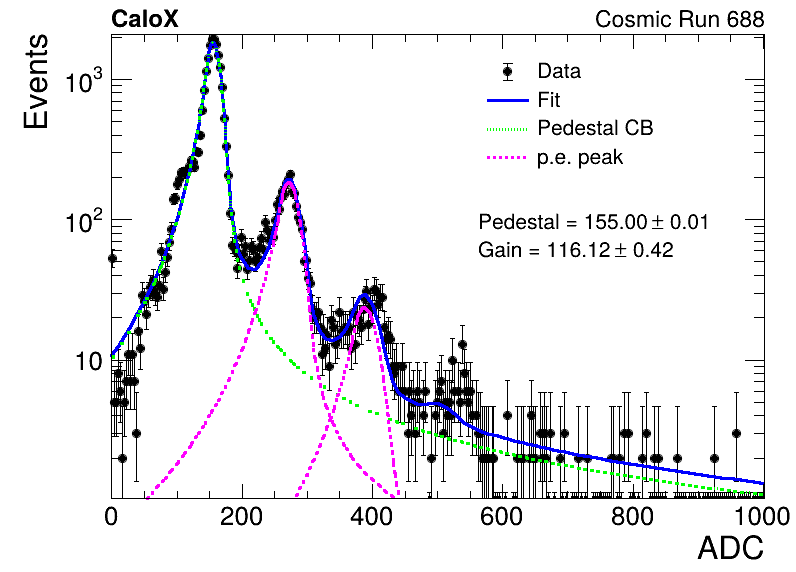 CaloX
Cosmic Run 688
Events
10³
10²
10
Data
Fit
Pedestal CB
p.e. peak
Pedestal = 155.00 ± 0.01
Gain = 116.12 ± 0.42
0 200 400 600 800 1000
ADC